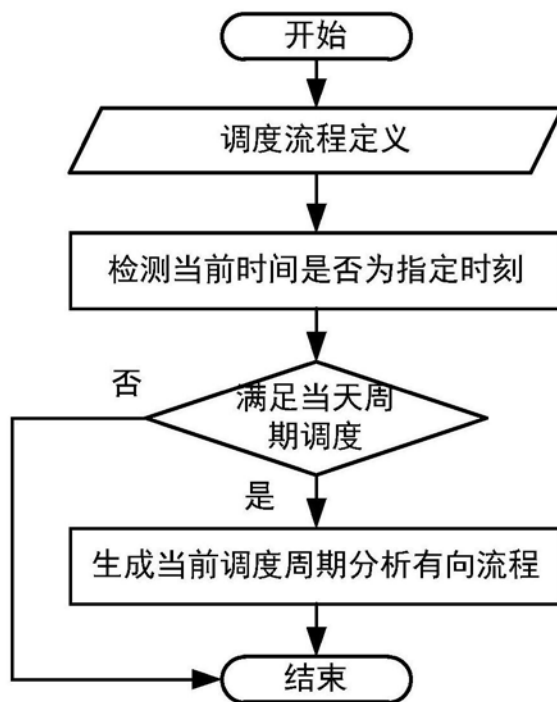 开始
调度流程定义
检测当前时间是否为指定时刻
否
满足当天周
期调度
是
生成当前调度周期分析有向流程
结束